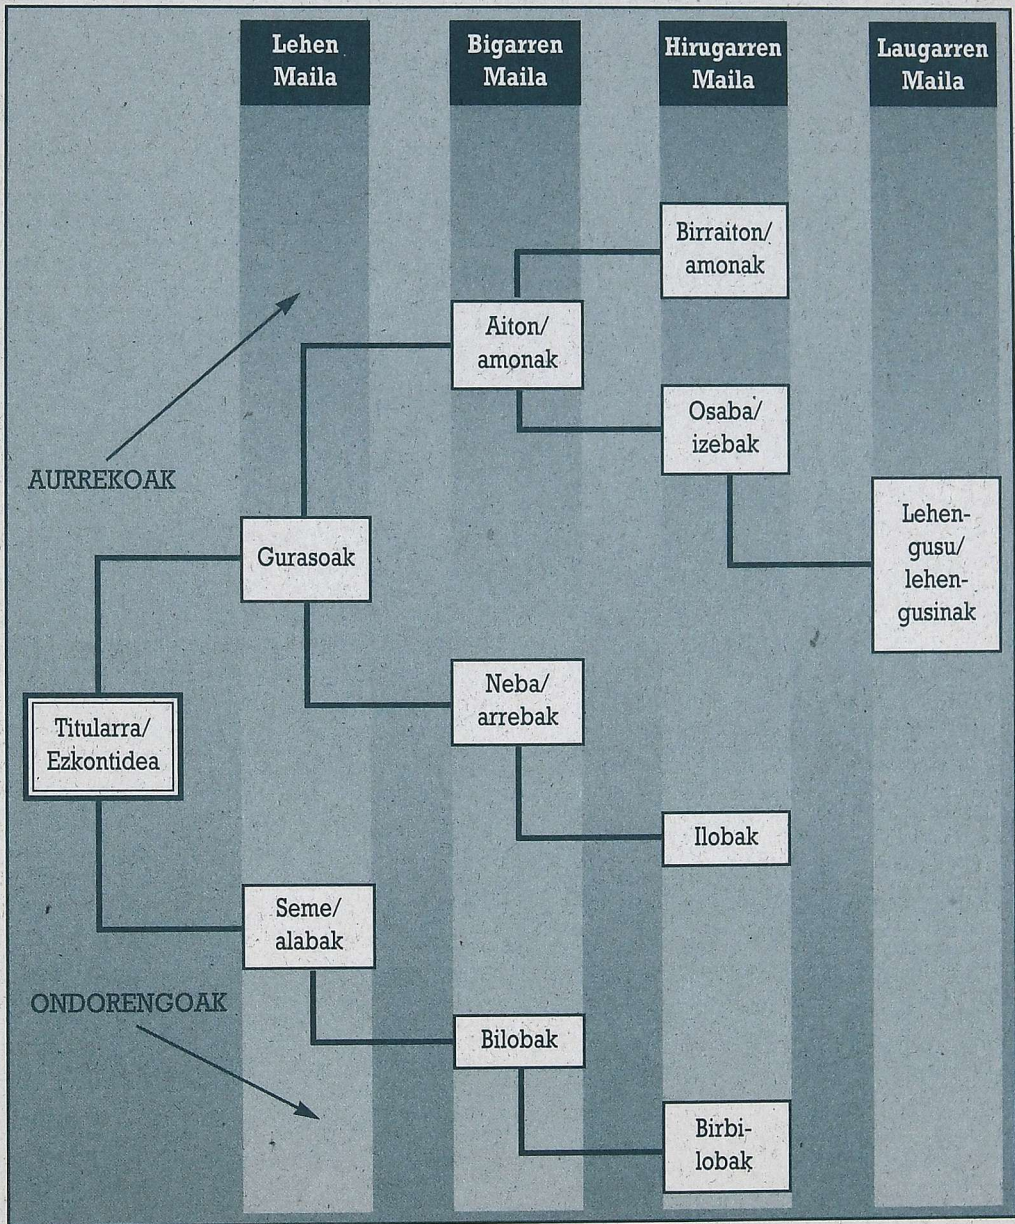 Lehen
Maila
Bigarren
Maila
Hirugarren
Maila
Laugarren
Maila
Birraiton/
amonak
Aiton/
amonak
Osaba/
izebak
AURREKOAK
Lehen-
gusu/
lehen-
gusinak
Gurasoak
Neba/
arrebak
Titularra/
Ezkontidea
Ilobak
Seme/
alabak
ONDORENGOAK
Bilobak
Birbi-
lobak